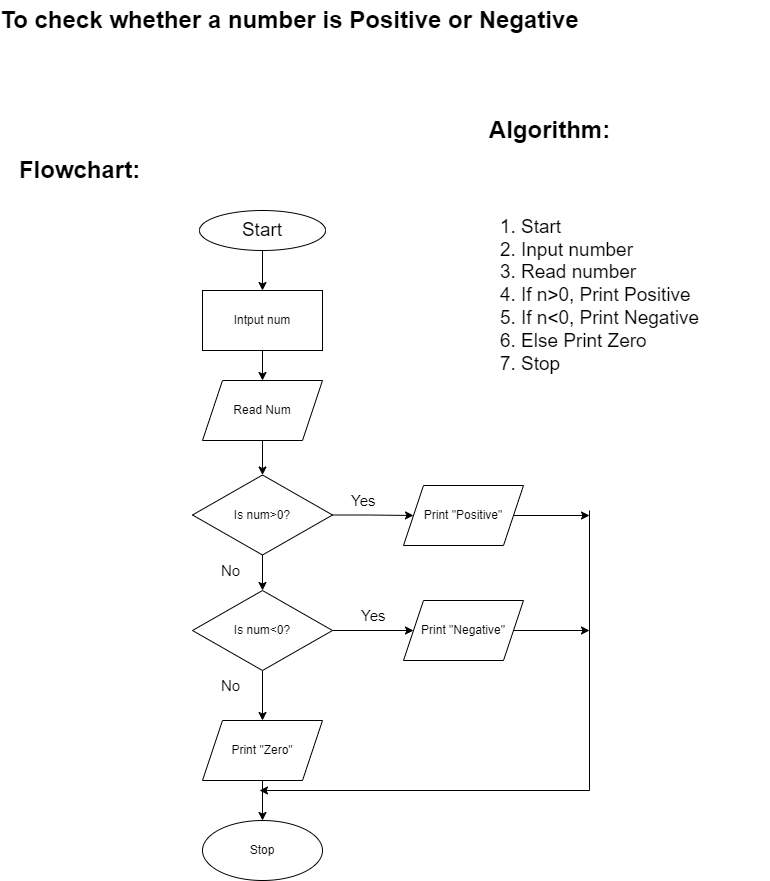 To check whether a number is Positive or Negative
Algorithm:
Flowchart:
Start
Intput num
Read Num
Is num>0?
Yes
Print "Positive"
No
Is num<0?
Yes
Print "Negative"
No
Print "Zero"
Stop
1. Start
2. Input number
3. Read number
4. If n>0, Print Positive
5. If n<0, Print Negative
6. Else Print Zero
7. Stop